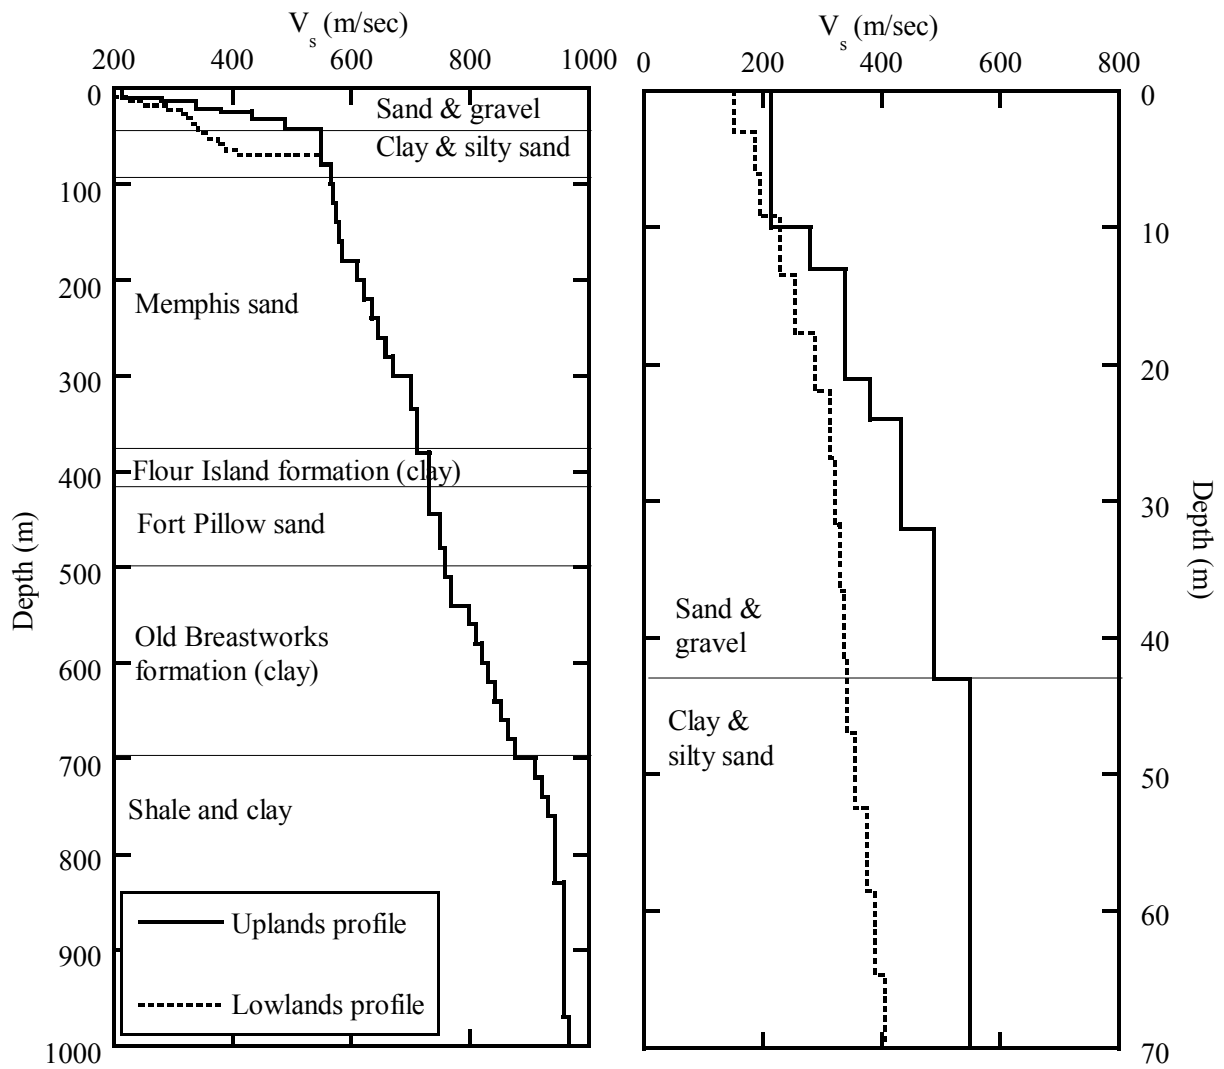 V_s (m/sec)
200 400 600 800 1000
0
100
200
300
400
500
600
700
800
900
1000
Depth (m)
Sand & gravel
Clay & silty sand
Memphis sand
Flour Island formation (clay)
Fort Pillow sand
Old Breastworks
formation (clay)
Shale and clay
Uplands profile
Lowlands profile
V_s (m/sec)
0 200 400 600 800
0
10
20
30
40
50
60
70
Depth (m)
Sand &
gravel
Clay &
silty sand